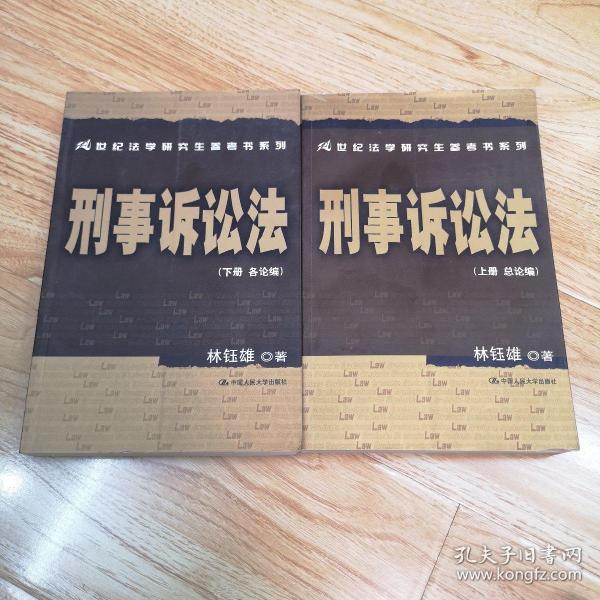 21世纪法学研究生参考书系列
刑事诉讼法
(下册 各论编)
林钰雄 ◎著
中国人民大学出版社
21世纪法学研究生参考书系列
刑事诉讼法
(上册 总论编)
林钰雄 ◎著
中国人民大学出版社
Law Law Law Law
孔夫子旧书网
www.kongfz.com